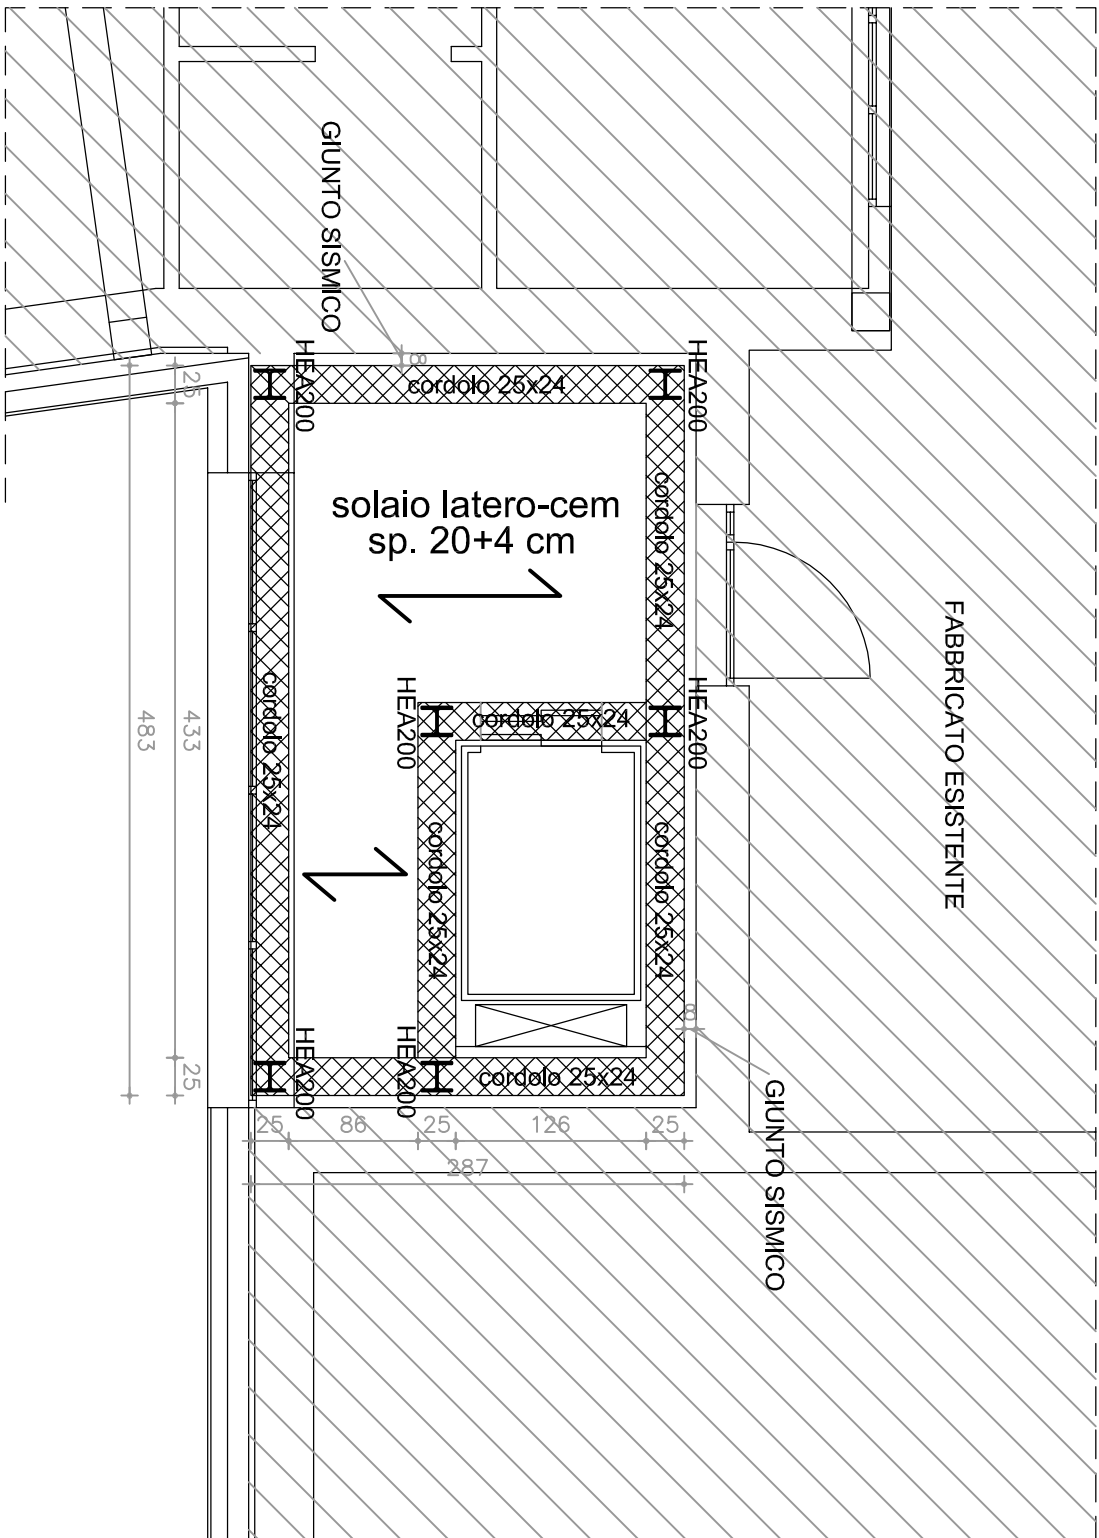 GIUNTO SISMICO
8
HEA200
HEA200
cordolo 25x24
25
solaio latero-cem
sp. 20+4 cm
cordolo 25x24
FABBRICATO ESISTENTE
HEA200
HEA200
cordolo 25x24
cordolo 25x24
483
433
cordolo 25x24
cordolo 25x24
8
HEA200
HEA200
25
cordolo 25x24
GIUNTO SISMICO
25
86
25
126
25
287